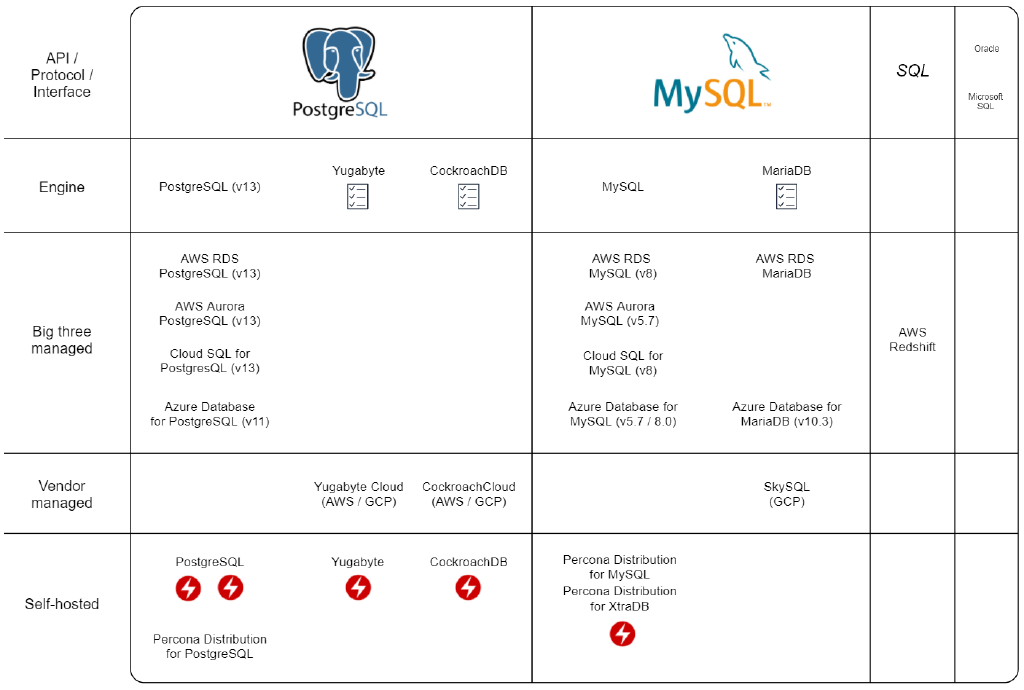 API /
Protocol /
Interface
PostgreSQL
MySQL™
SQL
Oracle
Microsoft
SQL
Engine
PostgreSQL (v13)
Yugabyte
CockroachDB
MySQL
MariaDB
Big three
managed
AWS RDS
PostgreSQL (v13)
AWS Aurora
PostgreSQL (v13)
Cloud SQL for
PostgresQL (v13)
Azure Database
for PostgreSQL (v11)
AWS RDS
MySQL (v8)
AWS Aurora
MySQL (v5.7)
Cloud SQL for
MySQL (v8)
Azure Database for
MySQL (v5.7 / 8.0)
AWS RDS
MariaDB
Azure Database for
MariaDB (v10.3)
AWS
Redshift
Vendor
managed
Yugabyte Cloud
(AWS / GCP)
CockroachCloud
(AWS / GCP)
SkySQL
(GCP)
Self-hosted
PostgreSQL
Percona Distribution
for PostgreSQL
Yugabyte
CockroachDB
Percona Distribution
for MySQL
Percona Distribution
for XtraDB